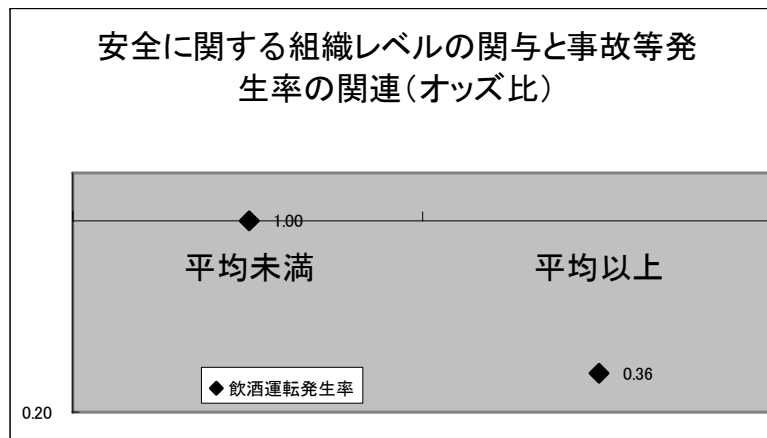 安全に関する組織レベルの関与と事故等発
生率の関連（オッズ比）
1.00
平均未満
平均以上
◆ 飲酒運転発生率
0.36
0.20